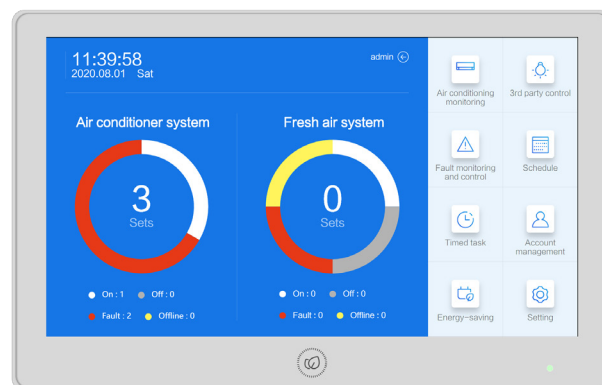 11:39:58
2020.08.01 Sat
admin
Air conditioner system
3
Sets
On : 1 Off : 0
Fault : 2 Offline : 0
Fresh air system
0
Sets
On : 0 Off : 0
Fault : 0 Offline : 0
Air conditioning
monitoring
3rd party control
Fault monitoring
and control
Schedule
Timed task
Account
management
Energy-saving
Setting